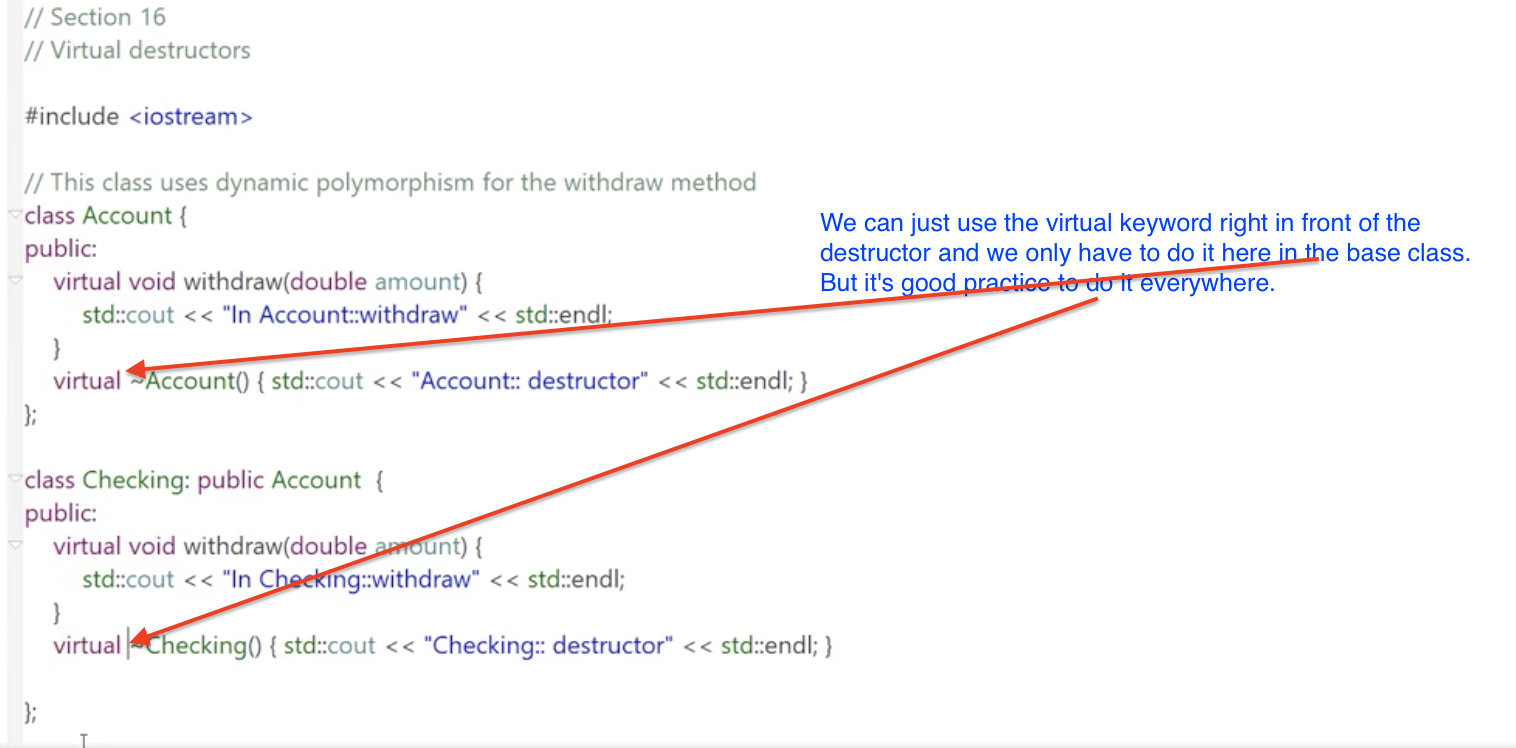 // Section 16
// Virtual destructors
#include <iostream>
// This class uses dynamic polymorphism for the withdraw method
class Account {
public:
We can just use the virtual keyword right in front of the
destructor and we only have to do it here in the base class.
But it's good practice to do it everywhere.
virtual void withdraw(double amount) {
std::cout << "In Account::withdraw" << std::endl;
}
virtual ~Account() { std::cout << "Account:: destructor" << std::endl; }
};
class Checking: public Account {
public:
virtual void withdraw(double amount) {
std::cout << "In Checking::withdraw" << std::endl;
}
virtual ~Checking() { std::cout << "Checking:: destructor" << std::endl; }
};